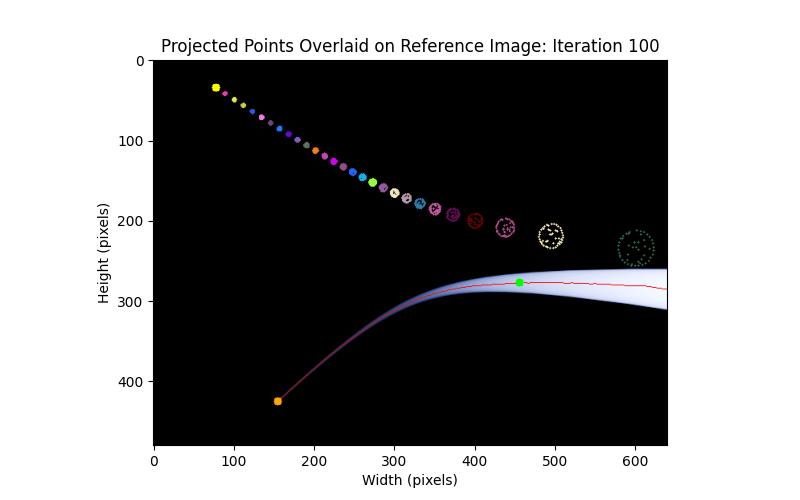 Projected Points Overlaid on Reference Image: Iteration 100
0
100
200
300
400
Height (pixels)
0 100 200 300 400 500 600
Width (pixels)